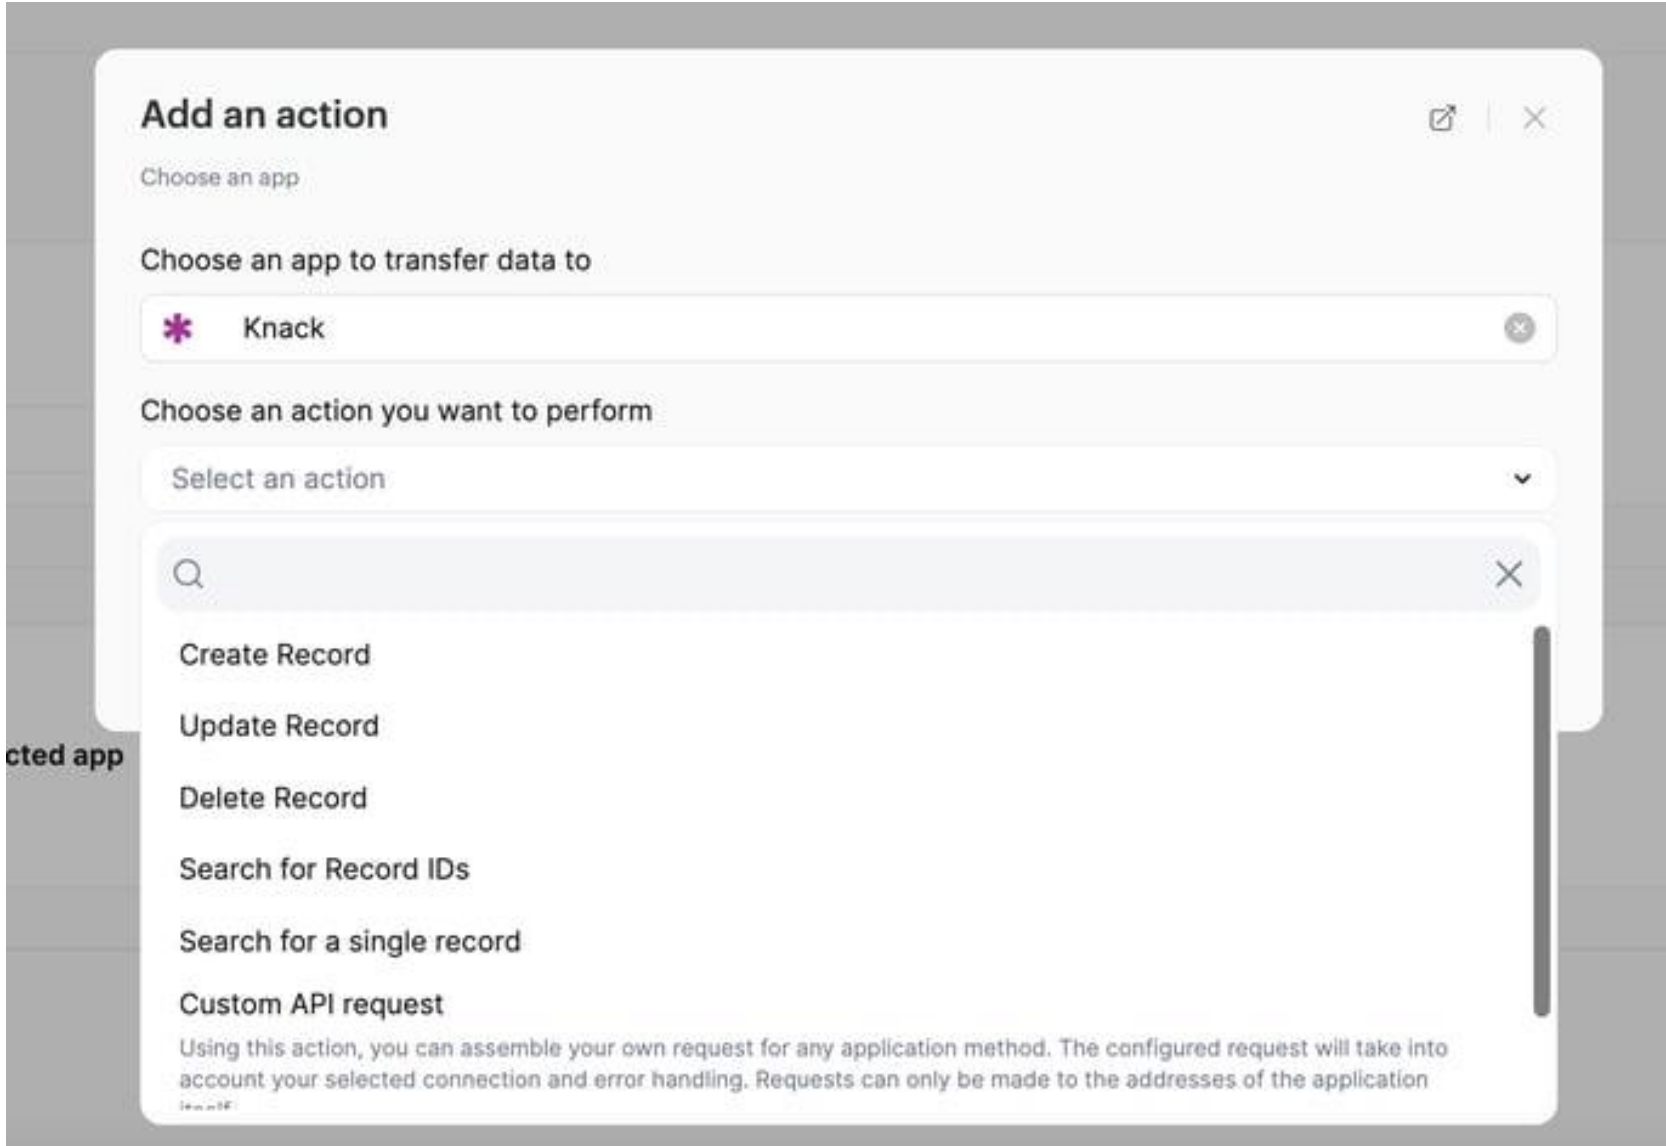 Add an action
Choose an app
Choose an app to transfer data to
Knack
Choose an action you want to perform
Select an action
Create Record
Update Record
cted app
Delete Record
Search for Record IDs
Search for a single record
Custom API request
Using this action, you can assemble your own request for any application method. The configured request will take into
account your selected connection and error handling. Requests can only be made to the addresses of the application